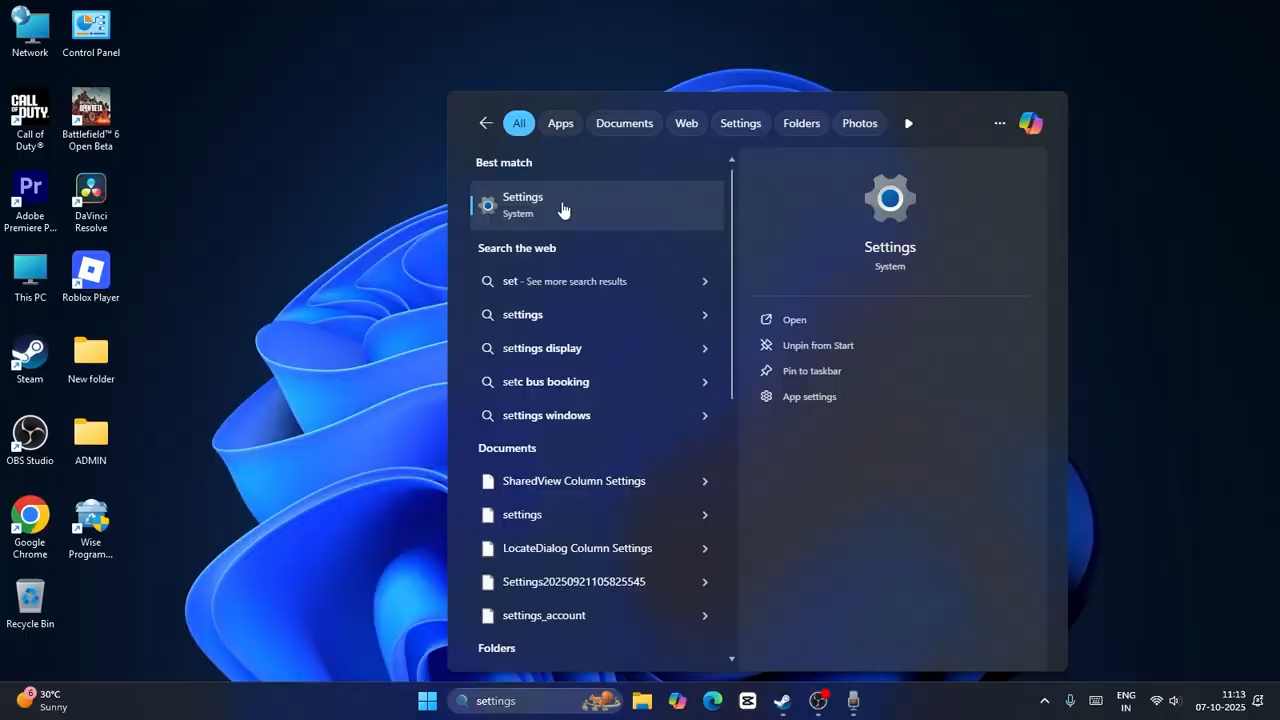 Network
Control Panel
CALL OF DUTY
Call of
Duty®
OPEN BETA
Battlefield™ 6
Open Beta
Pr
Adobe
Premiere P...
DaVinci
Resolve
This PC
Roblox Player
Steam
New folder
OBS Studio
ADMIN
Google
Chrome
Wise
Program...
Recycle Bin
All
Apps
Documents
Web
Settings
Folders
Photos
Best match
Settings
System
Search the web
set - See more search results
settings
settings display
setc bus booking
settings windows
Documents
SharedView Column Settings
settings
LocateDialog Column Settings
Settings20250921105825545
settings_account
Folders
Settings
System
Open
Unpin from Start
Pin to taskbar
App settings
6
30°C
Sunny
settings
ENG
IN
11:13
07-10-2025